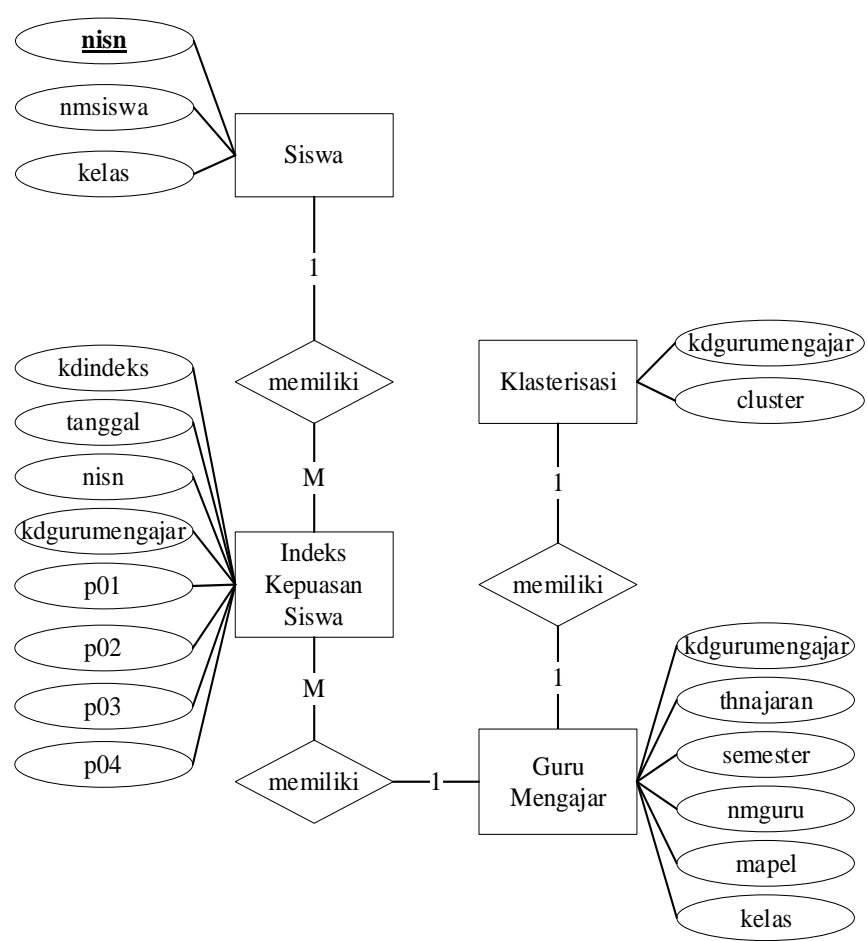 nisn
nmsiswa
kelas
Siswa
1
memiliki
M
kdindeks
tanggal
nisn
kdgurumengajar
p01
p02
p03
p04
Indeks
Kepuasan
Siswa
M
memiliki
1
Klasterisasi
kdgurumengajar
cluster
1
memiliki
1
Guru
Mengajar
kdgurumengajar
thnajaran
semester
nmguru
mapel
kelas